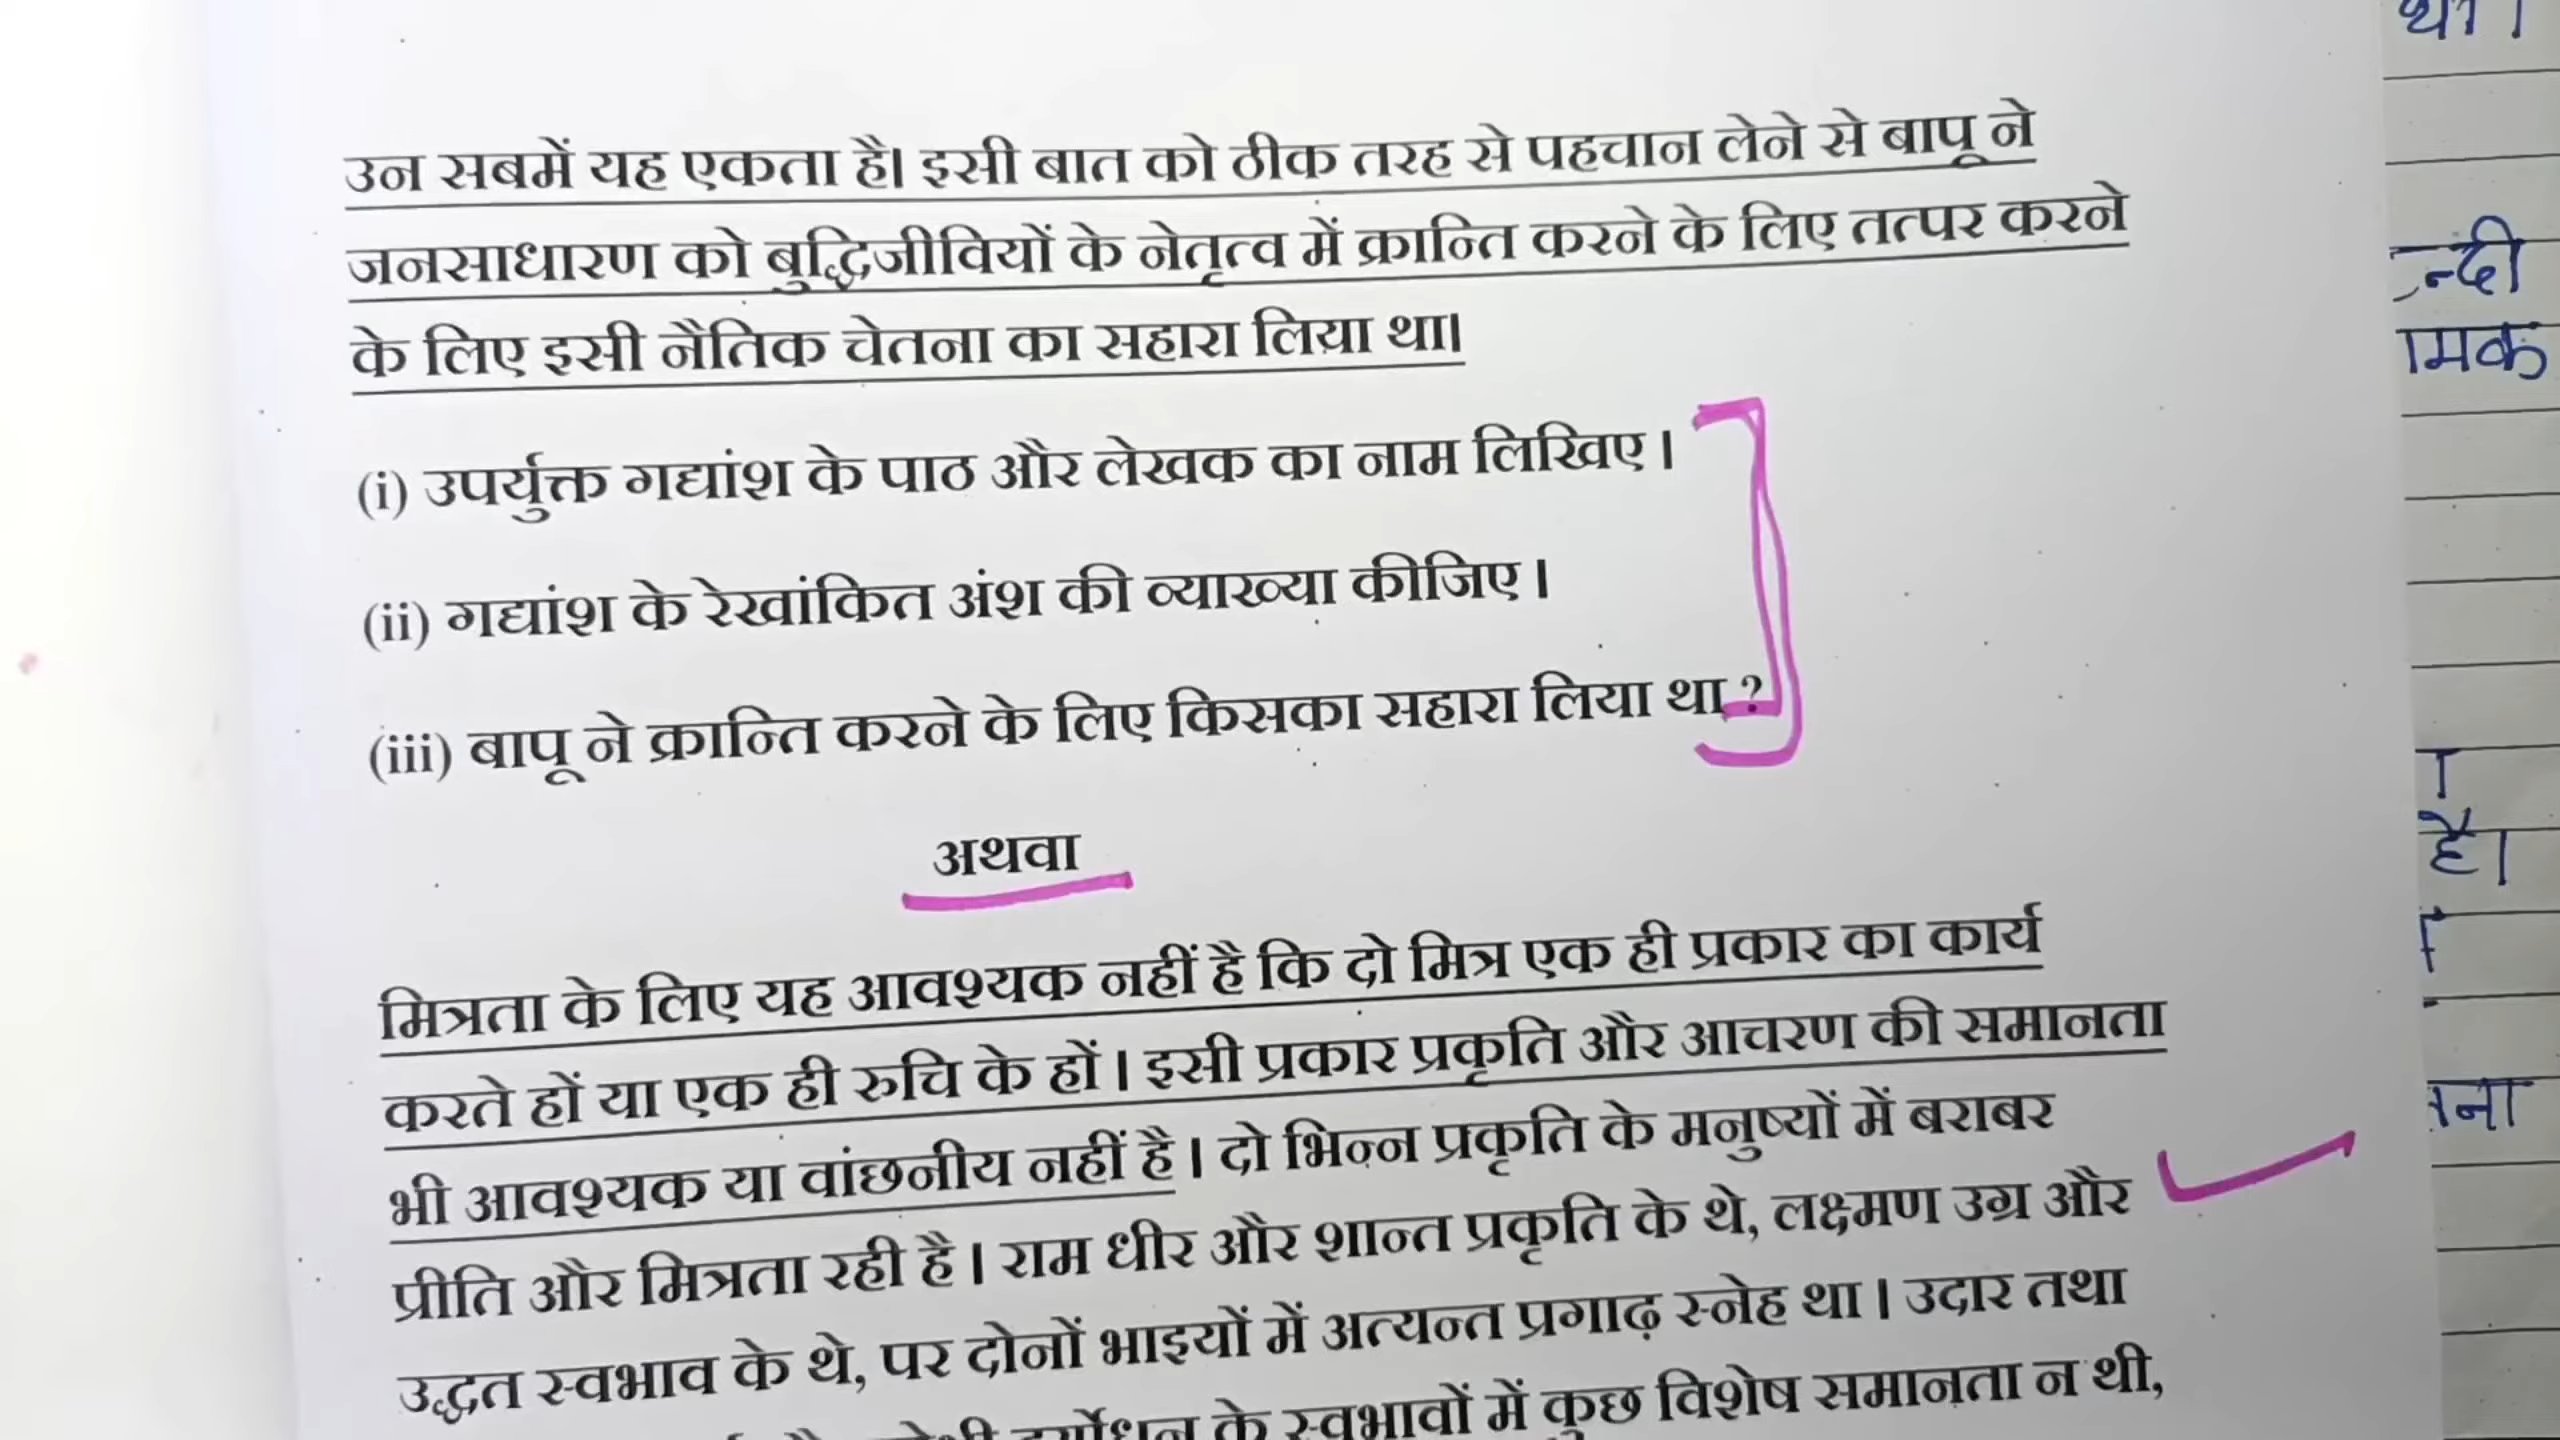 उन सबमें यह एकता है। इसी बात को ठीक तरह से पहचान लेने से बापू ने
जनसाधारण को बुद्धिजीवियों के नेतृत्व में क्रान्ति करने के लिए तत्पर करने
के लिए इसी नैतिक चेतना का सहारा लिया था।
(i) उपर्युक्त गद्यांश के पाठ और लेखक का नाम लिखिए ।
(ii) गद्यांश के रेखांकित अंश की व्याख्या कीजिए ।
(iii) बापू ने क्रान्ति करने के लिए किसका सहारा लिया था ?
अथवा
मित्रता के लिए यह आवश्यक नहीं है कि दो मित्र एक ही प्रकार का कार्य
करते हों या एक ही रुचि के हों । इसी प्रकार प्रकृति और आचरण की समानता
भी आवश्यक या वांछनीय नहीं है । दो भिन्न प्रकृति के मनुष्यों में बराबर
प्रीति और मित्रता रही है । राम धीर और शान्त प्रकृति के थे, लक्ष्मण उग्र और
उद्धत स्वभाव के थे, पर दोनों भाइयों में अत्यन्त प्रगाढ़ स्नेह था । उदार तथा
दुर्योधन के स्वभावों में कुछ विशेष समानता न थी,
था ।
है ।